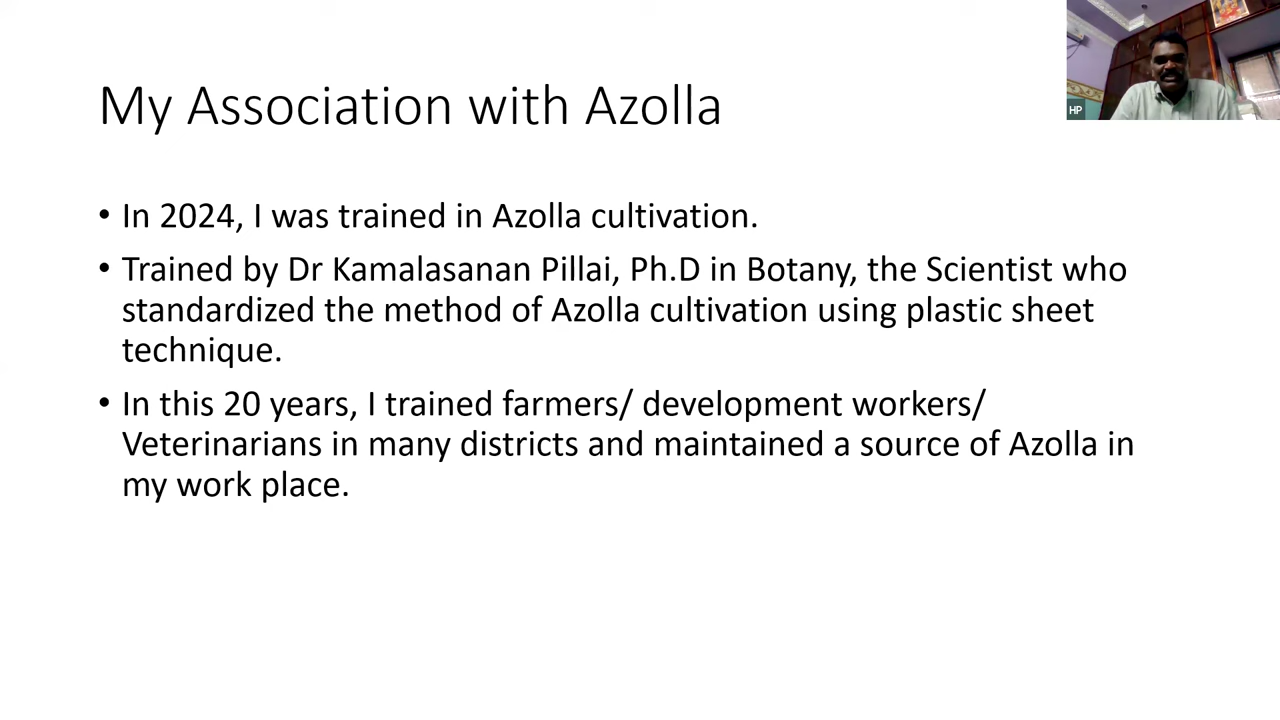 My Association with Azolla
HP
• In 2024, I was trained in Azolla cultivation.
• Trained by Dr Kamalasanan Pillai, Ph.D in Botany, the Scientist who
standardized the method of Azolla cultivation using plastic sheet
technique.
• In this 20 years, I trained farmers/ development workers/
Veterinarians in many districts and maintained a source of Azolla in
my work place.